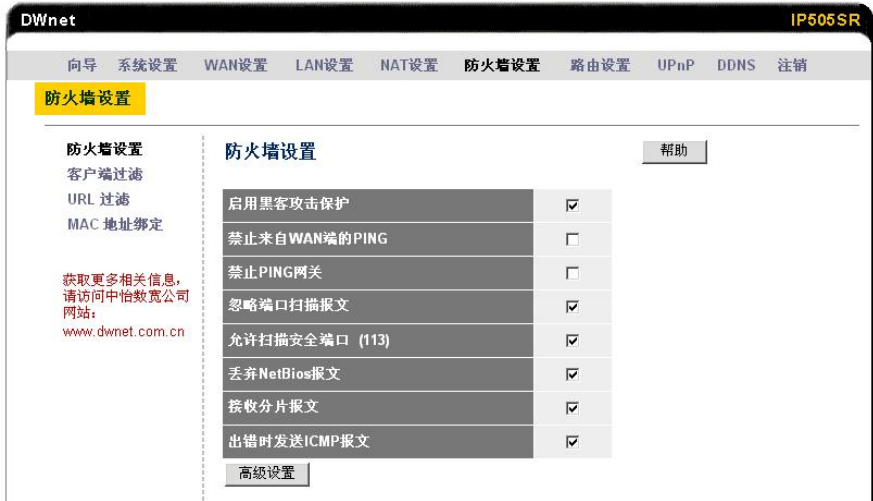 DWnet IP505SR
向导 系统设置 WAN设置 LAN设置 NAT设置 防火墙设置 路由设置 UPnP DDNS 注销
防火墙设置
防火墙设置
客户端过滤
URL 过滤
MAC 地址绑定
获取更多相关信息，
请访问中怡数宽公司
网站：
www.dwnet.com.cn
防火墙设置 帮助
启用黑客攻击保护
禁止来自WAN端的PING
禁止PING网关
忽略端口扫描报文
允许扫描安全端口 (113)
丢弃NetBios报文
接收分片报文
出错时发送ICMP报文
高级设置